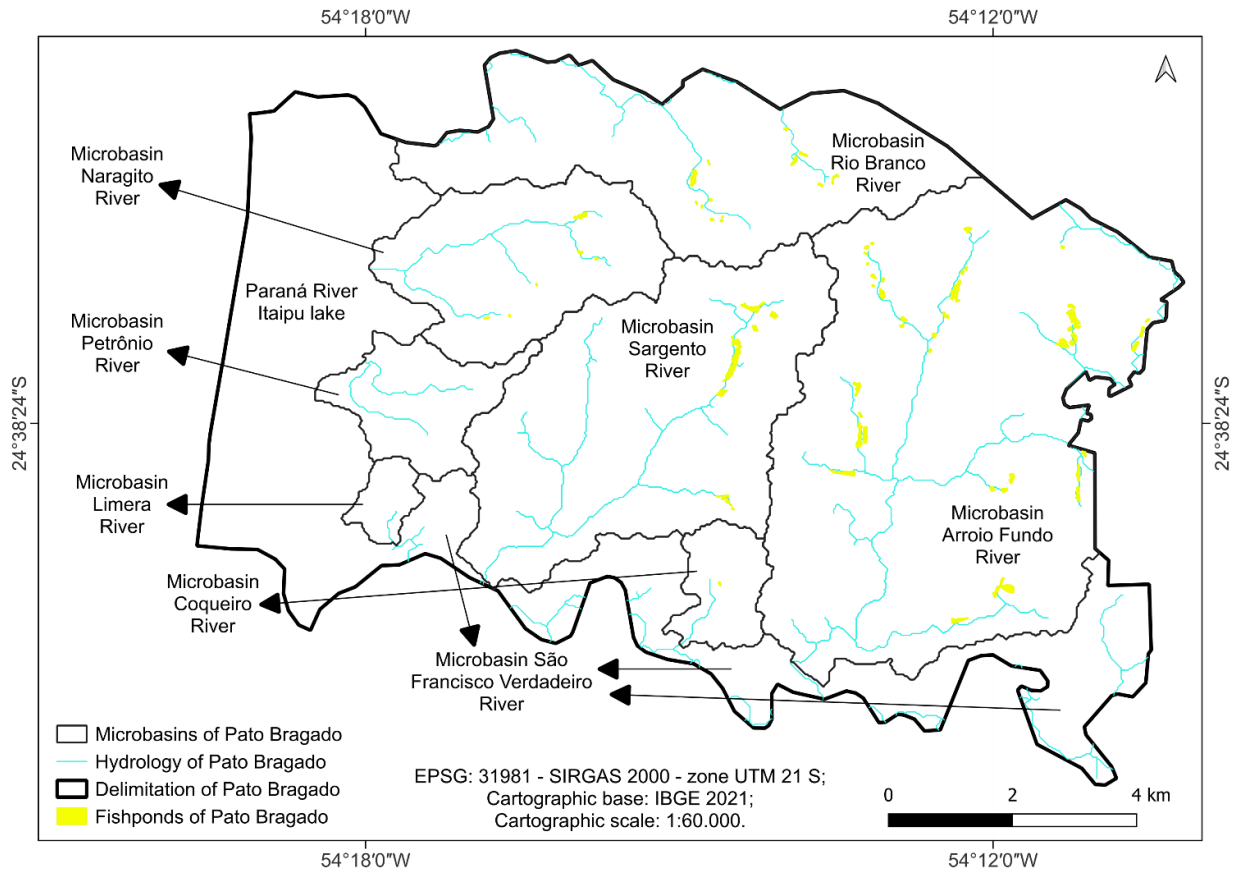 54°18'0"W
54°12'0"W
Microbasin
Naragito
River
Microbasin
Rio Branco
River
Paraná River
Itaipu lake
Microbasin
Petrônio
River
Microbasin
Sargento
River
24°38'24"S
24°38'24"S
Microbasin
Limera
River
Microbasin
Arroio Fundo
River
Microbasin
Coqueiro
River
Microbasin São
Francisco Verdadeiro
River
Microbasins of Pato Bragado
Hydrology of Pato Bragado
Delimitation of Pato Bragado
Fishponds of Pato Bragado
EPSG: 31981 - SIRGAS 2000 - zone UTM 21 S;
Cartographic base: IBGE 2021;
Cartographic scale: 1:60.000.
0 2 4 km
54°18'0"W
54°12'0"W